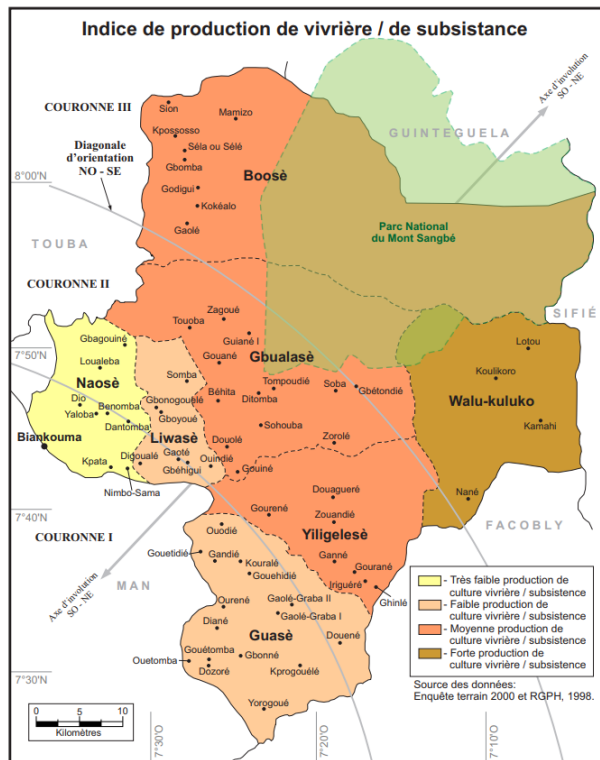 Indice de production de vivrière / de subsistance
COURONNE III
Axe d'involution
SO - NE
Sion
Mamizo
GUINTEGUELA
Kpossosso
Diagonale
d'orientation
NO - SE
Séla ou Sélé
Gbomba
Boosè
8°00'N
Godigui
Kokéalo
Gaolé
Parc National
du Mont Sangbé
TOUBA
COURONNE II
SIFIÉ
Zagoué
Touoba
Gbagouiné
Guiané I
Lotou
7°50'N
Gouané
Gbualasè
Loualeba
Somba
Koulikoro
Naosè
Tompoudié
Soba
Gbétondié
Walu-kuluko
Dio
Gbonogouélé
Béhita
Ditomba
Yaloba
Benomba
Gboyoué
Kamahi
Dantomba
Sohouba
Biankouma
Liwasè
Douolé
Zorolé
Gaoté
Ouindié
Kpata
Digoualè
Gbéhigui
Gouiné
Nimbo-Sama
Douagueré
Nané
7°40'N
Gourené
Zouandié
FACOBLY
COURONNE I
Ouodié
Yiligelesè
Gouetidié
Gandié
Kouralé
Ganné
Gourané
MAN
Gouehidié
Iriguéré
Ghinlé
Axe d'involution
SO - NE
Ourené
Gaolé-Graba II
Gaolé-Graba I
Diané
Guasè
Douené
Gouétomba
Gbonné
Ouetomba
Dozoré
Kprogouélé
7°30'N
Yorogoué
- Très faible production de
culture vivrière / subsistence
- Faible production de
culture vivrière / subsistence
- Moyenne production de
culture vivrière / subsistence
- Forte production de
culture vivrière / subsistence
Source des données:
Enquête terrain 2000 et RGPH, 1998.
0 5 10
Kilomètres
7°30'O
7°20'O
7°10'O